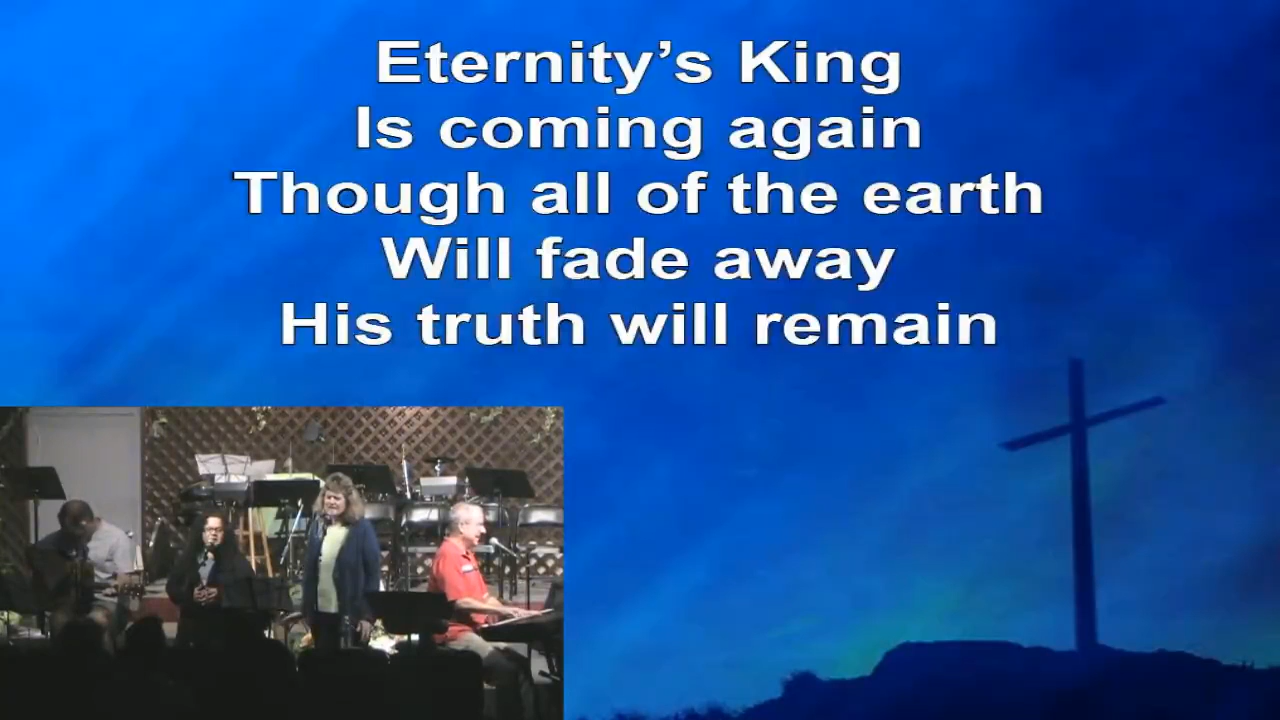 Eternity’s King
Is coming again
Though all of the earth
Will fade away
His truth will remain